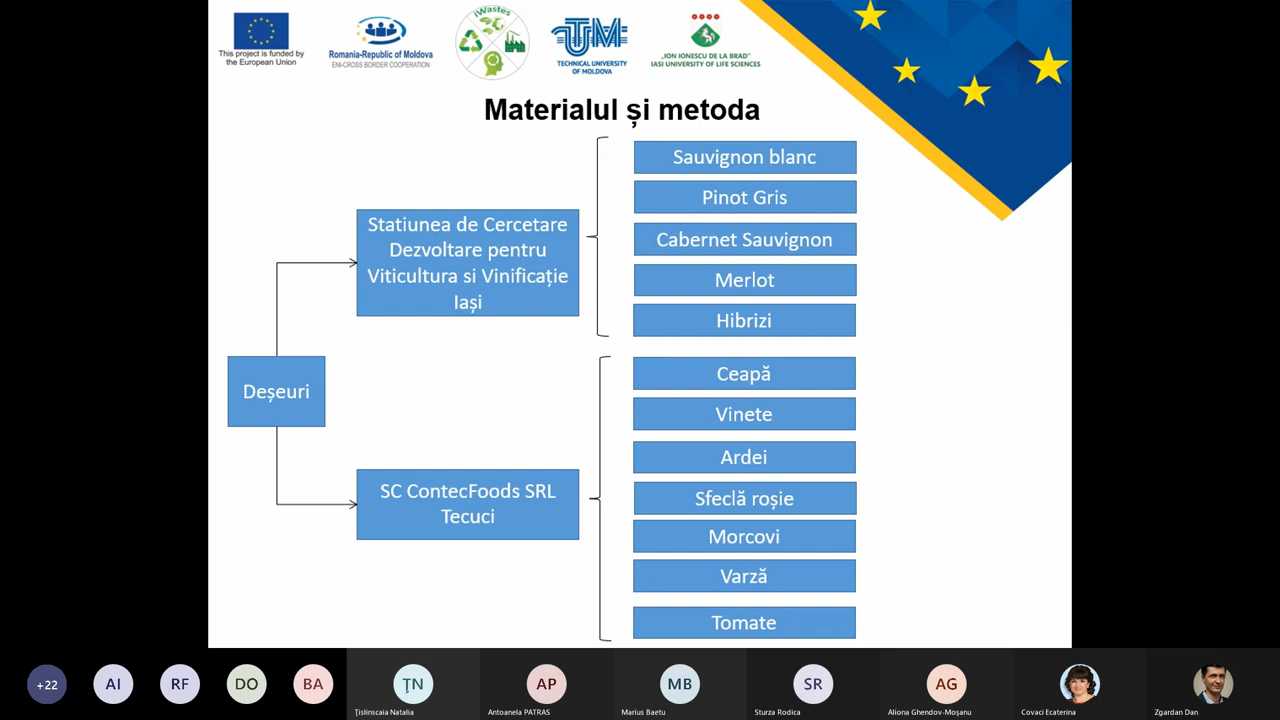 This project is funded by
the European Union
Romania-Republic of Moldova
ENI-CROSS BORDER COOPERATION
iWastes
UTM
TECHNICAL UNIVERSITY
OF MOLDOVA
„ION IONESCU DE LA BRAD”
IASI UNIVERSITY OF LIFE SCIENCES
Materialul și metoda
Deșeuri
Statiunea de Cercetare
Dezvoltare pentru
Viticultura si Vinificație
Iași
Sauvignon blanc
Pinot Gris
Cabernet Sauvignon
Merlot
Hibrizi
SC ContecFoods SRL
Tecuci
Ceapă
Vinete
Ardei
Sfeclă roșie
Morcovi
Varză
Tomate
+22
AI
RF
DO
BA
ŢN
Ţislinscaia Natalia
AP
Antoanela PATRAS
MB
Marius Baetu
SR
Sturza Rodica
AG
Aliona Ghendov-Moșanu
Covaci Ecaterina
Zgardan Dan